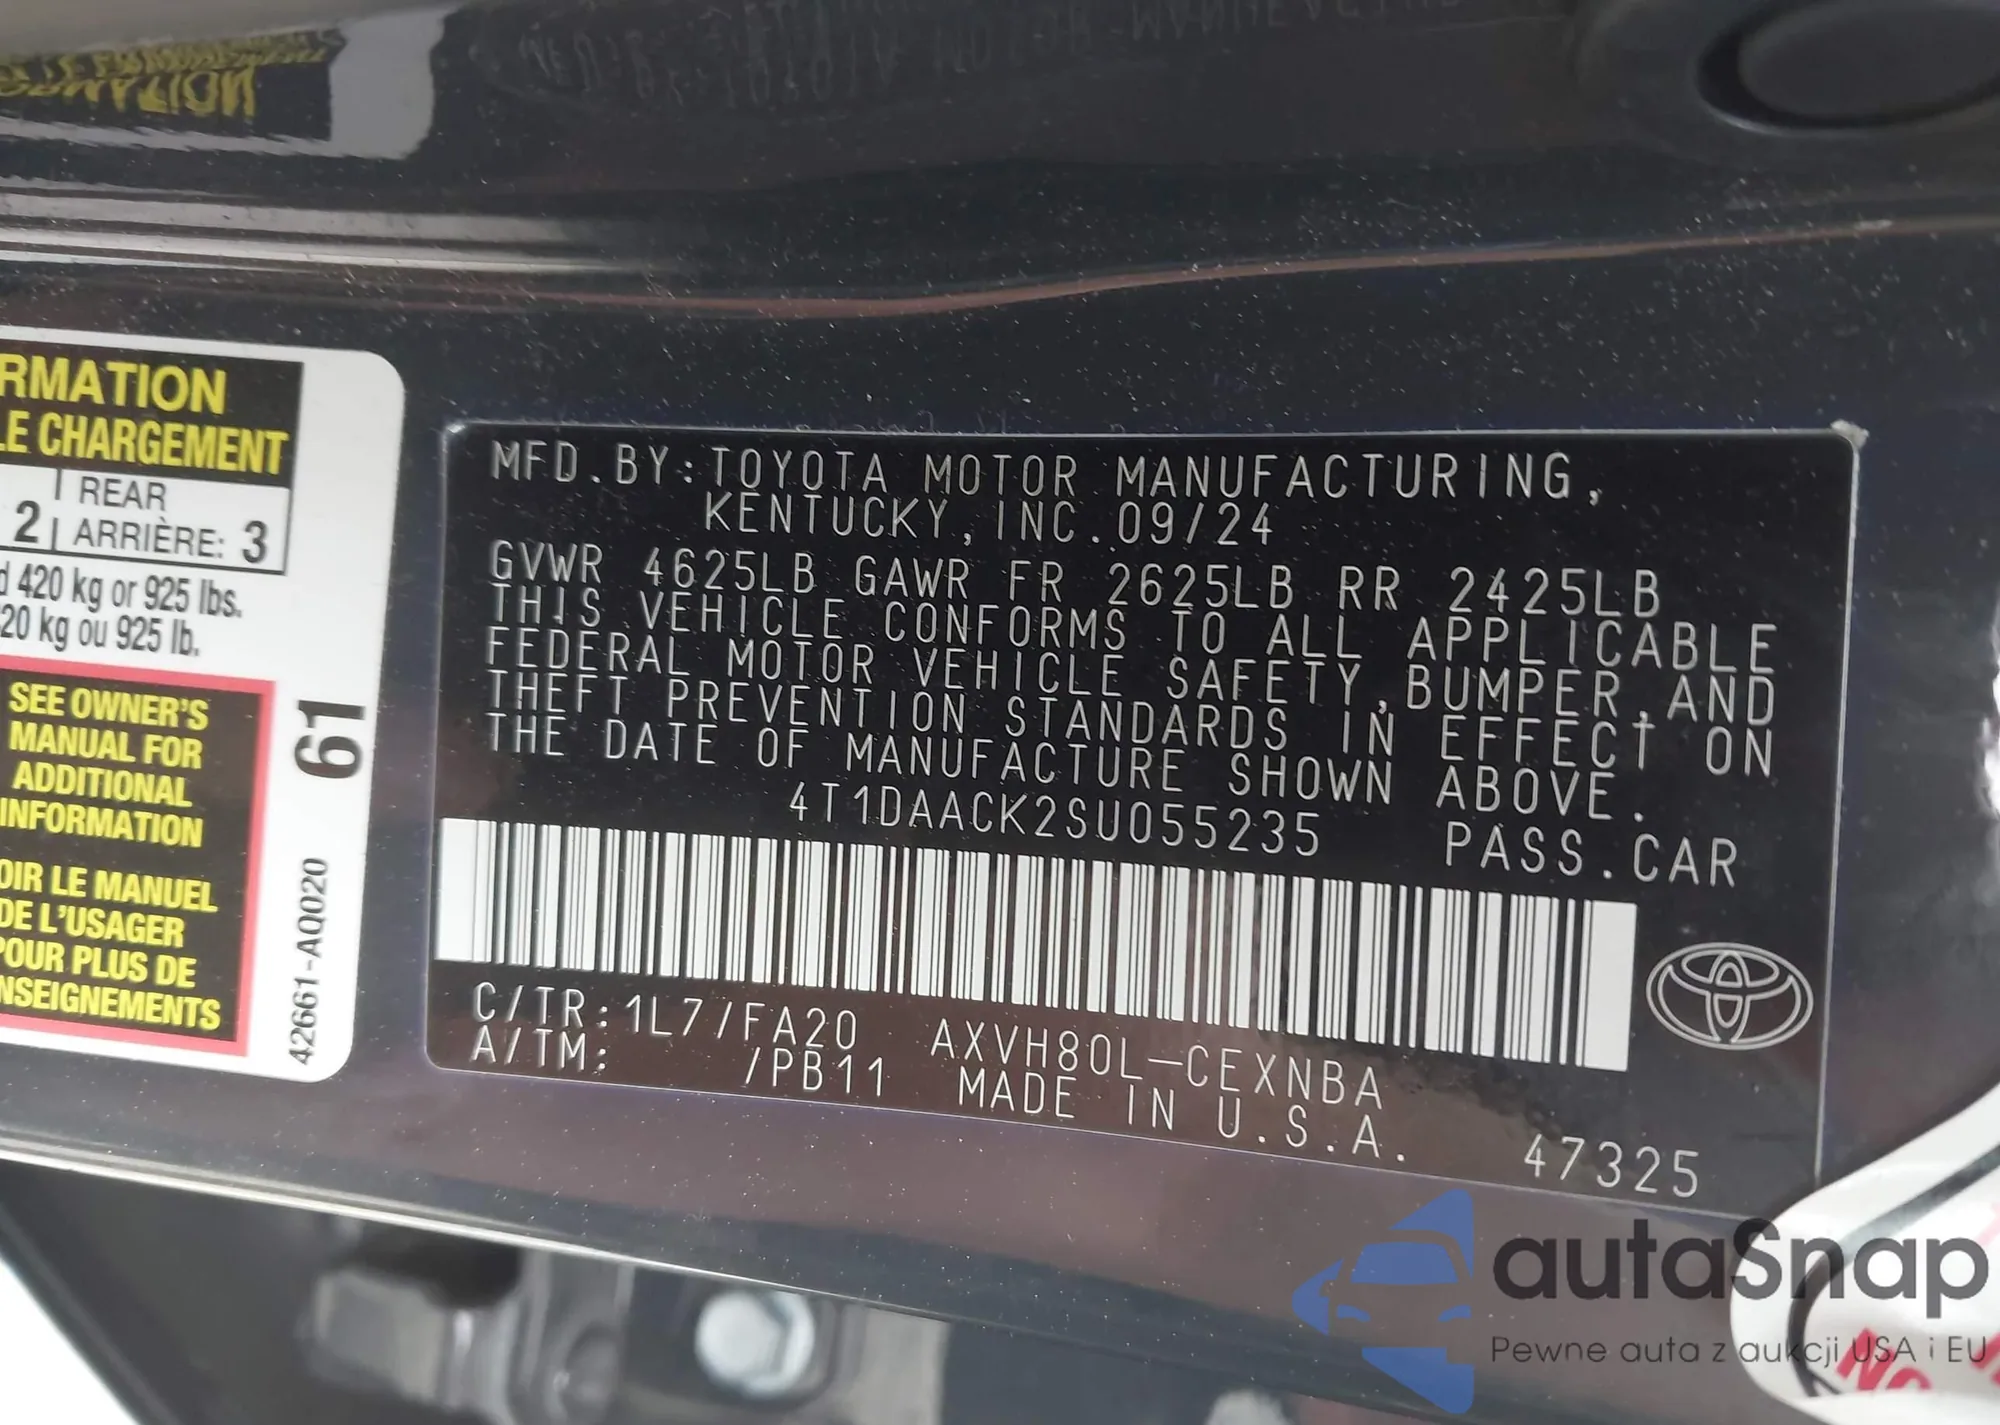 RMATION
LE CHARGEMENT
2 REAR
ARRIÈRE: 3
420 kg or 925 lbs.
20 kg ou 925 lb.
SEE OWNER'S
MANUAL FOR
ADDITIONAL
INFORMATION
OIR LE MANUEL
DE L'USAGER
POUR PLUS DE
NSEIGNEMENTS
61
42661-AQ020
MFD.BY:TOYOTA MOTOR MANUFACTURING,
KENTUCKY,INC.09/24
GVWR 4625LB GAWR FR 2625LB RR 2425LB
THIS VEHICLE CONFORMS TO ALL APPLICABLE
FEDERAL MOTOR VEHICLE SAFETY,BUMPER,AND
THEFT PREVENTION STANDARDS IN EFFECT ON
THE DATE OF MANUFACTURE SHOWN ABOVE.
4T1DAACK2SU055235 PASS.CAR
C/TR:1L7/FA20 AXVH80L-CEXNBA
A/TM: /PB11 MADE IN U.S.A.
47325
autaSnap
Pewne auta z aukcji USA i EU